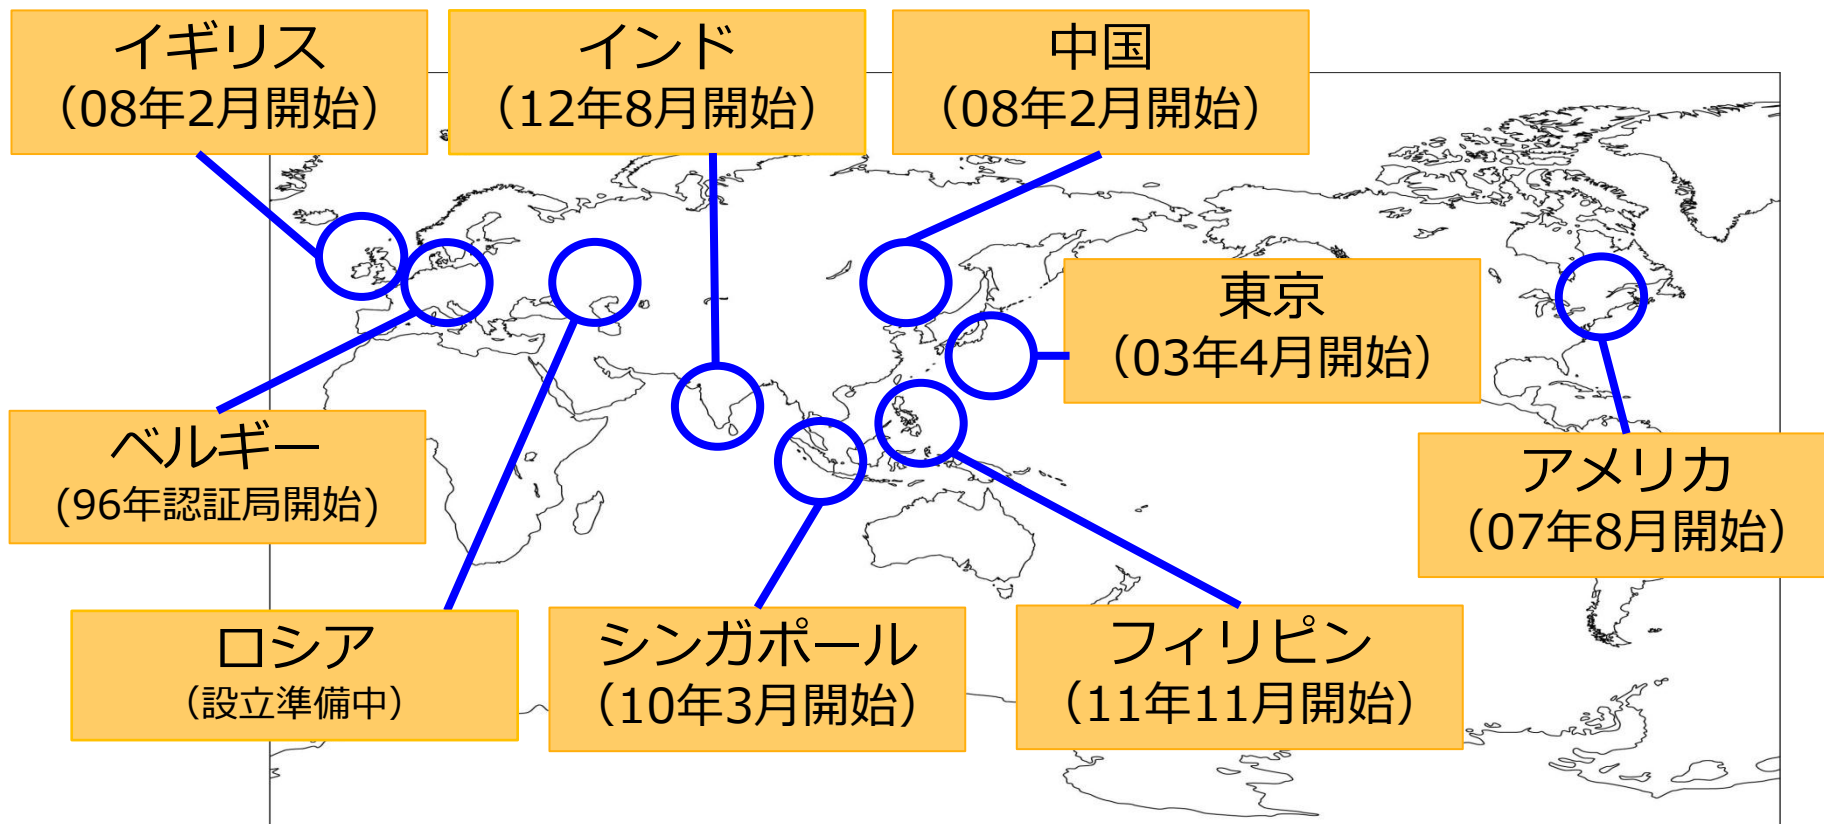 イギリス
（08年2月開始）
インド
（12年8月開始）
中国
（08年2月開始）
東京
（03年4月開始）
ベルギー
(96年認証局開始)
アメリカ
（07年8月開始）
ロシア
（設立準備中）
シンガポール
（10年3月開始）
フィリピン
（11年11月開始）